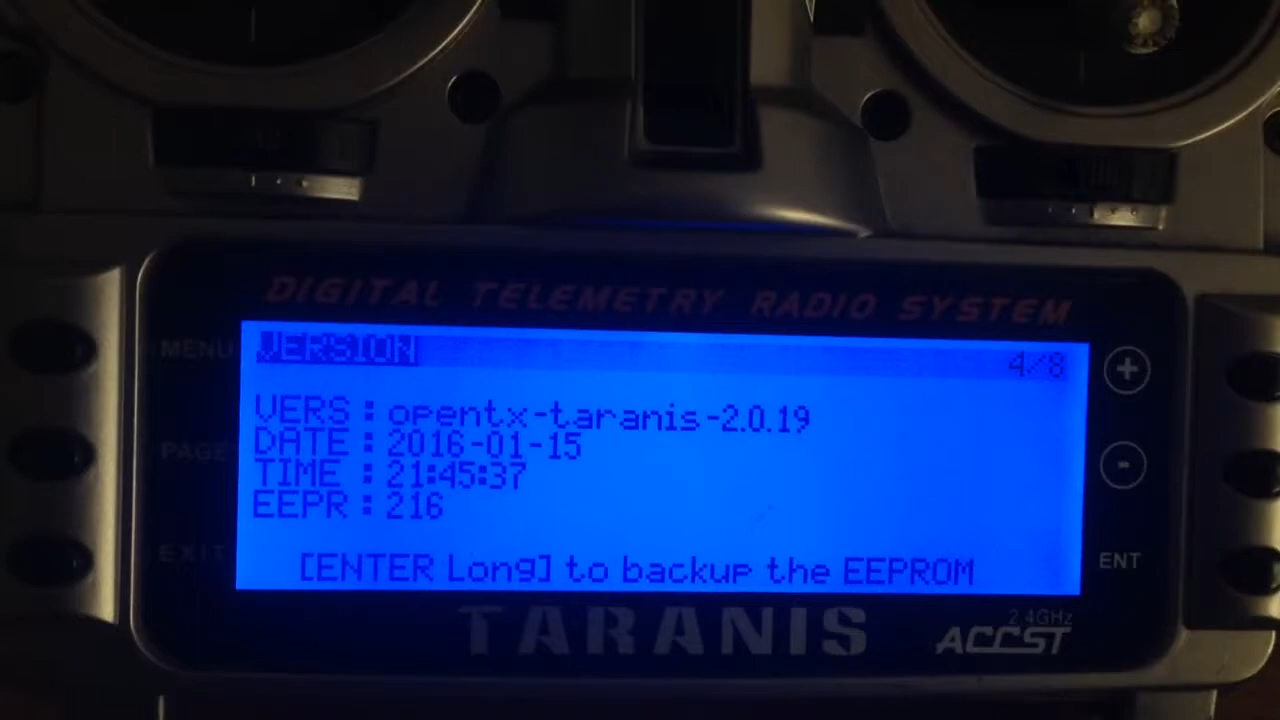 DIGITAL TELEMETRY RADIO SYSTEM
MENU
VERSION
4/8
+
VERS : opentx-taranis-2.0.19
DATE : 2016-01-15
PAGE
TIME : 21:45:37
-
EEPR : 216
EXIT
[ENTER Long] to backup the EEPROM
ENT
TARANIS
2.4GHz
ACCST